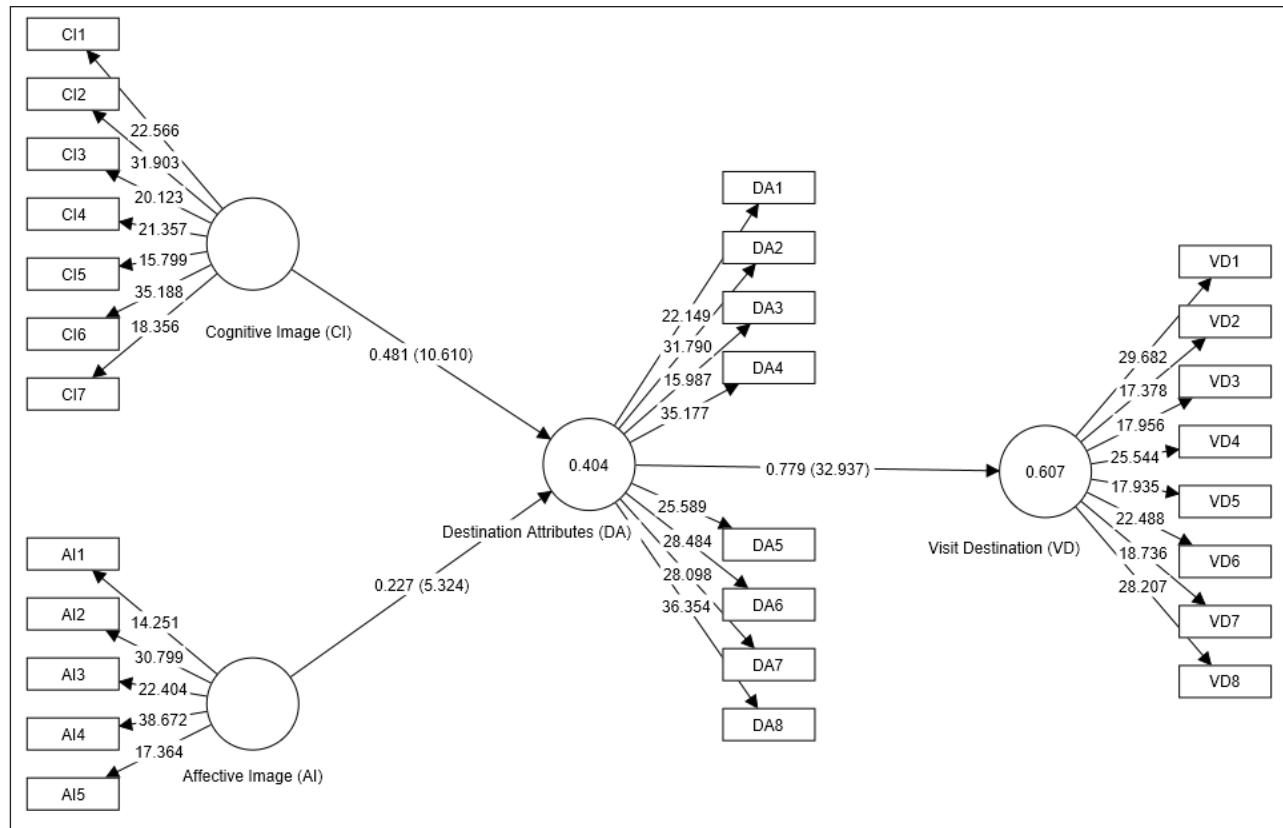 CI1
CI2
CI3
CI4
CI5
CI6
CI7
22.566
31.903
20.123
21.357
15.799
35.188
18.356
Cognitive Image (CI)
0.481 (10.610)
AI1
AI2
AI3
AI4
AI5
14.251
30.799
22.404
38.672
17.364
Affective Image (AI)
0.227 (5.324)
0.404
Destination Attributes (DA)
DA1
DA2
DA3
DA4
22.149
31.790
15.987
35.177
25.589
28.484
28.098
36.354
DA5
DA6
DA7
DA8
0.779 (32.937)
0.607
Visit Destination (VD)
29.682
17.378
17.956
25.544
17.935
22.488
18.736
28.207
VD1
VD2
VD3
VD4
VD5
VD6
VD7
VD8